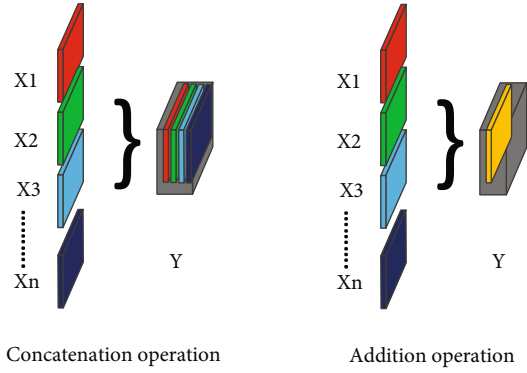 X1
X2
X3
Xn
Y
Concatenation operation
X1
X2
X3
Xn
Y
Addition operation